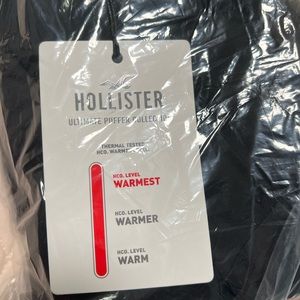 HOLLISTER
ULTIMATE PUFFER COLLECTION
THERMAL TESTED
HCO. LEVEL
WARMEST
HCO. LEVEL
WARMER
HCO. LEVEL
WARM